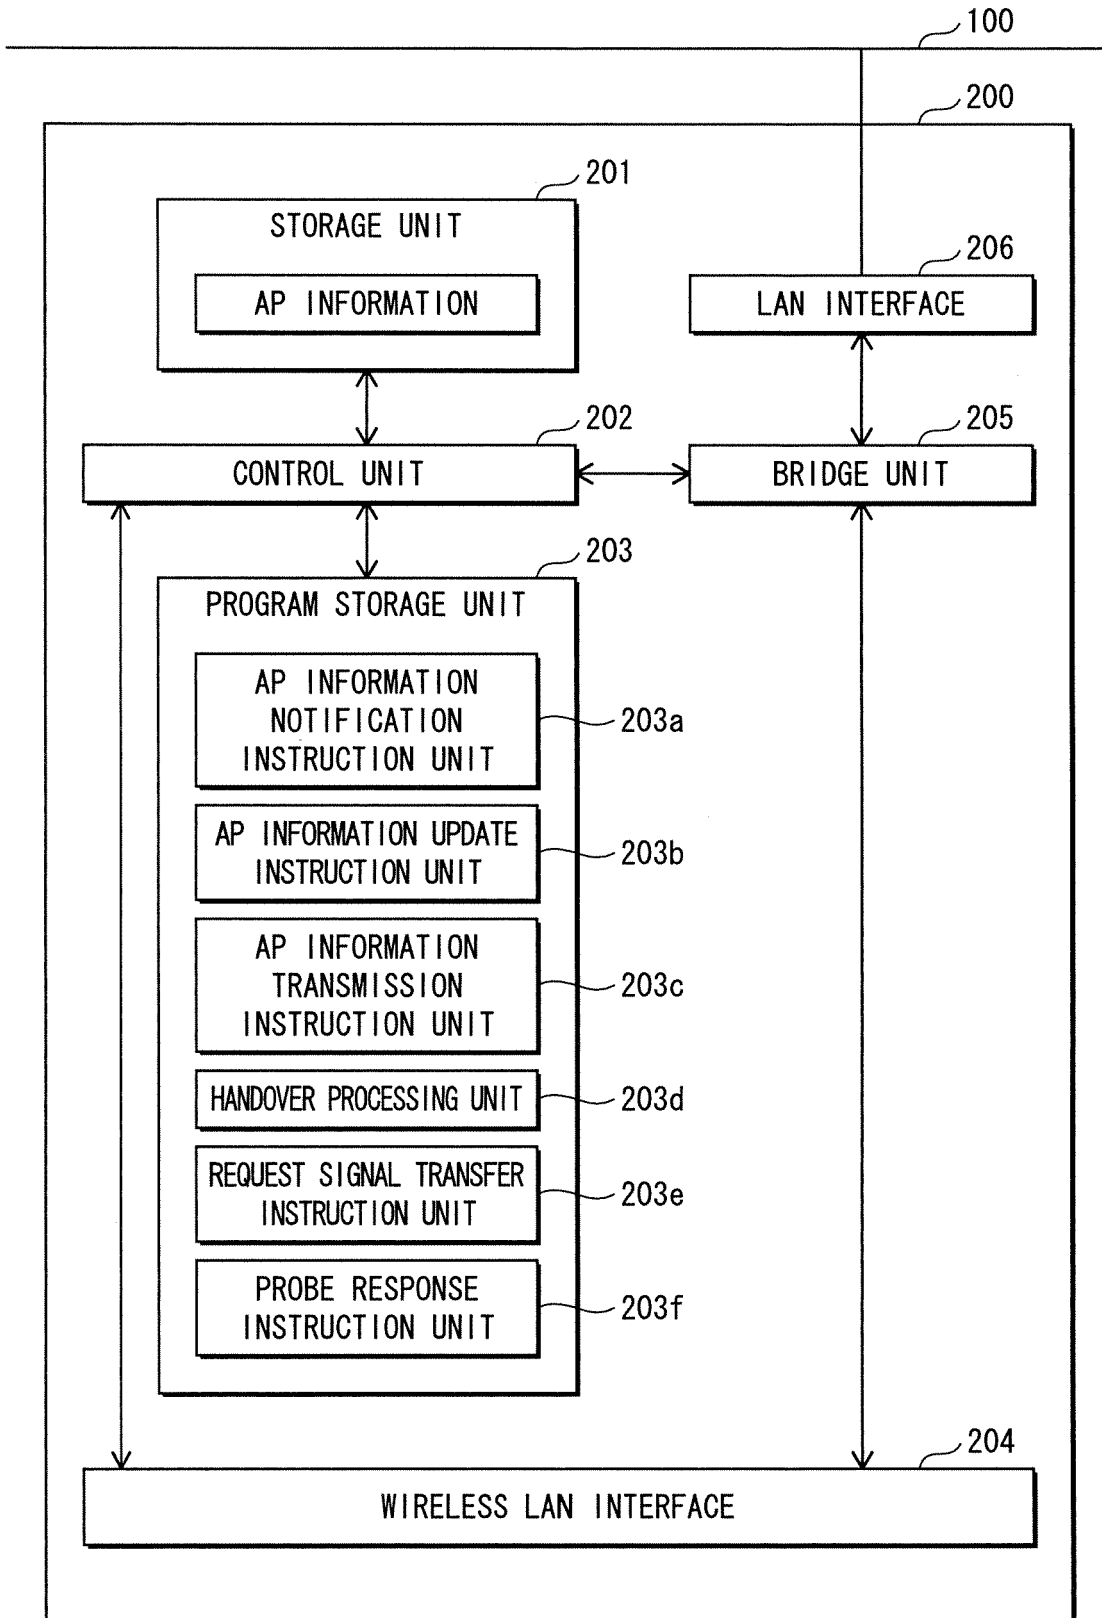 100
200
201
STORAGE UNIT
AP INFORMATION
206
LAN INTERFACE
202
CONTROL UNIT
205
BRIDGE UNIT
203
PROGRAM STORAGE UNIT
AP INFORMATION
NOTIFICATION
INSTRUCTION UNIT
203a
AP INFORMATION UPDATE
INSTRUCTION UNIT
203b
AP INFORMATION
TRANSMISSION
INSTRUCTION UNIT
203c
HANDOVER PROCESSING UNIT
203d
REQUEST SIGNAL TRANSFER
INSTRUCTION UNIT
203e
PROBE RESPONSE
INSTRUCTION UNIT
203f
204
WIRELESS LAN INTERFACE